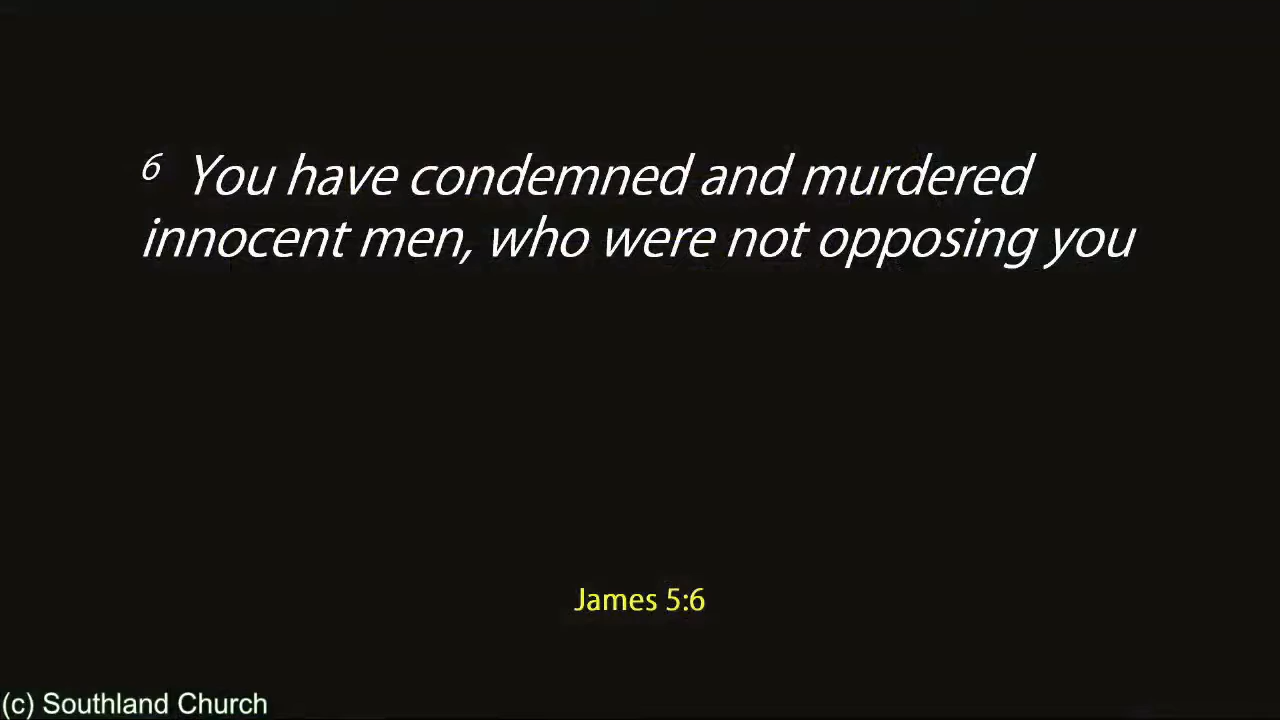 6 You have condemned and murdered
innocent men, who were not opposing you
James 5:6
(c) Southland Church